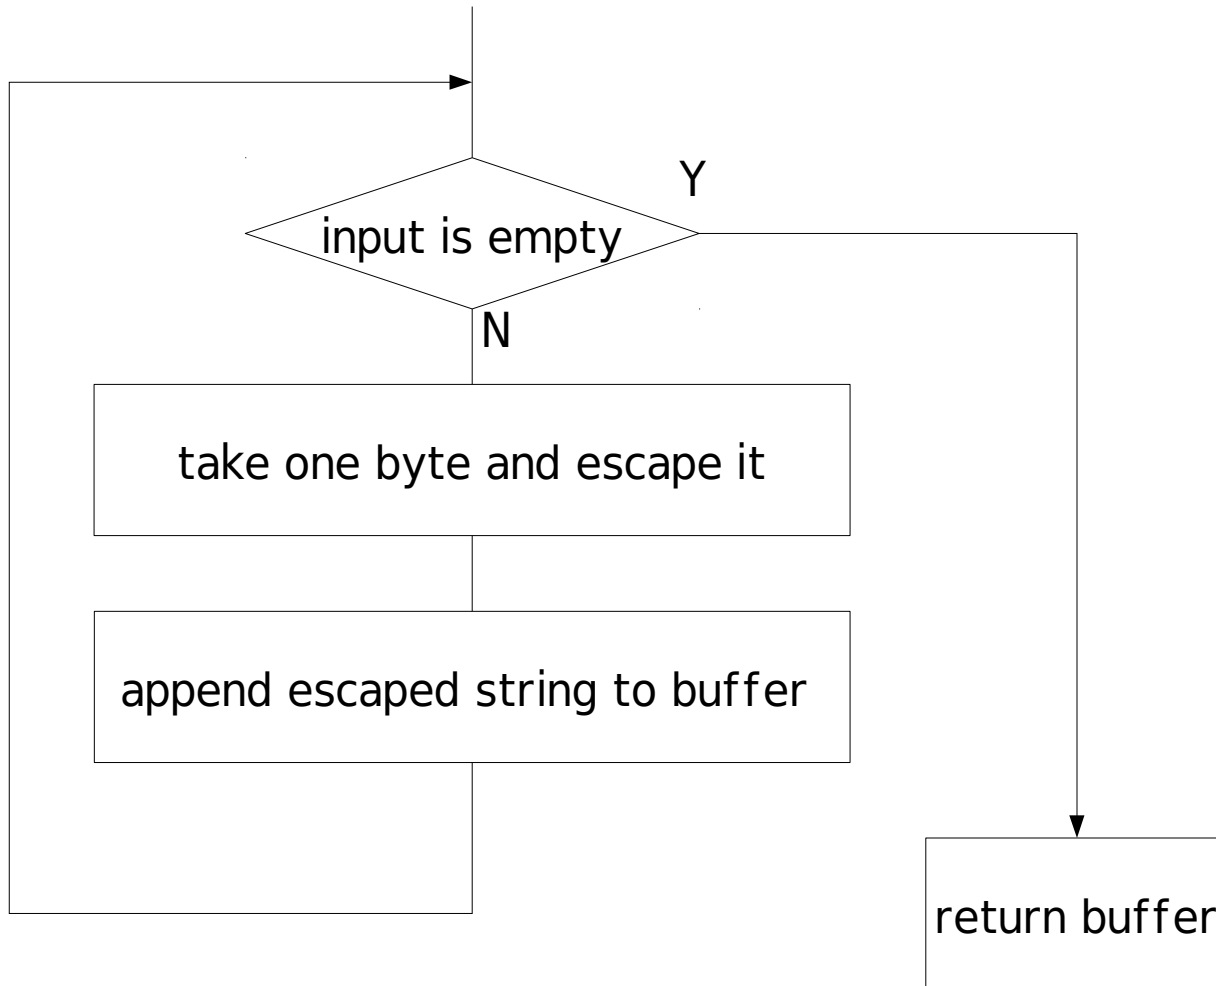 Y
input is empty
N
take one byte and escape it
append escaped string to buffer
return buffer